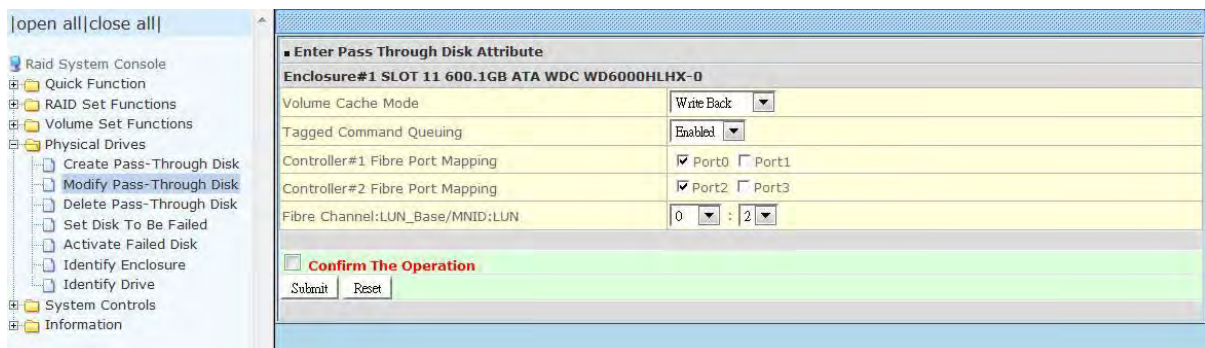 |open all|close all|
Raid System Console
Quick Function
RAID Set Functions
Volume Set Functions
Physical Drives
Create Pass-Through Disk
Modify Pass-Through Disk
Delete Pass-Through Disk
Set Disk To Be Failed
Activate Failed Disk
Identify Enclosure
Identify Drive
System Controls
Information
Enter Pass Through Disk Attribute
Enclosure#1 SLOT 11 600.1GB ATA WDC WD6000HLHX-0
Volume Cache Mode Write Back
Tagged Command Queuing Enabled
Controller#1 Fibre Port Mapping Port0 Port1
Controller#2 Fibre Port Mapping Port2 Port3
Fibre Channel:LUN_Base/MNID:LUN 0 : 2
Confirm The Operation
Submit Reset